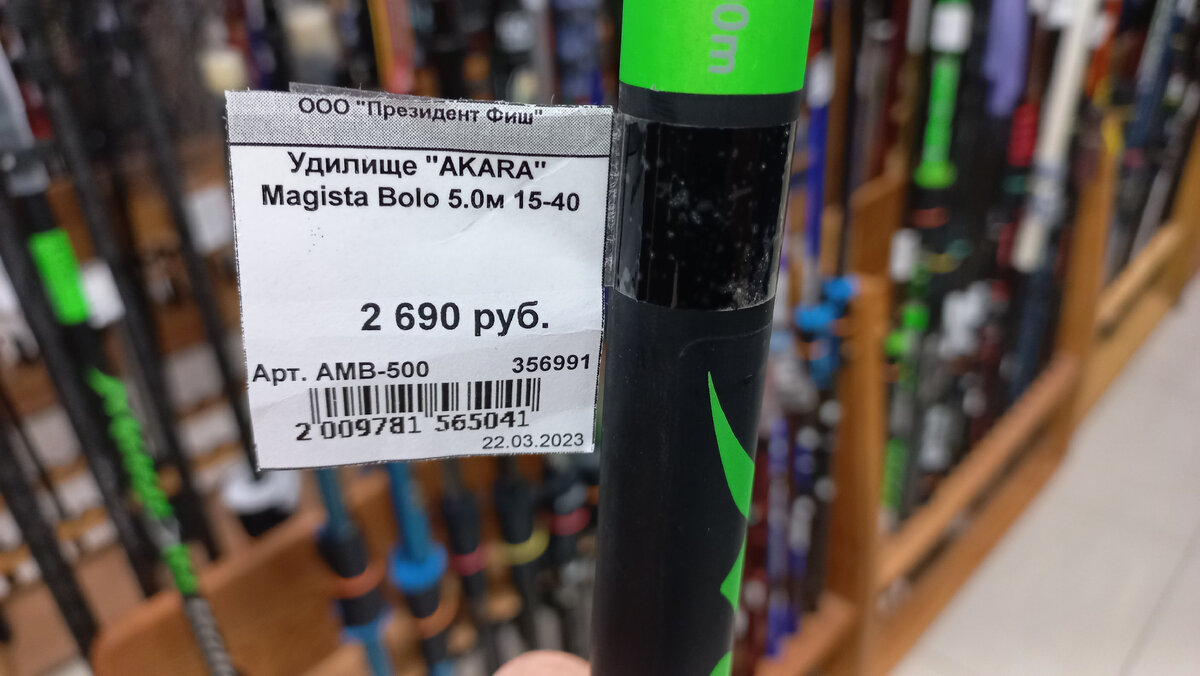 ООО "Президент Фиш"
Удилище "AKARA"
Magista Bolo 5.0м 15-40
2 690 руб.
Арт. AMB-500 356991
2 009781 565041
22.03.2023
0m